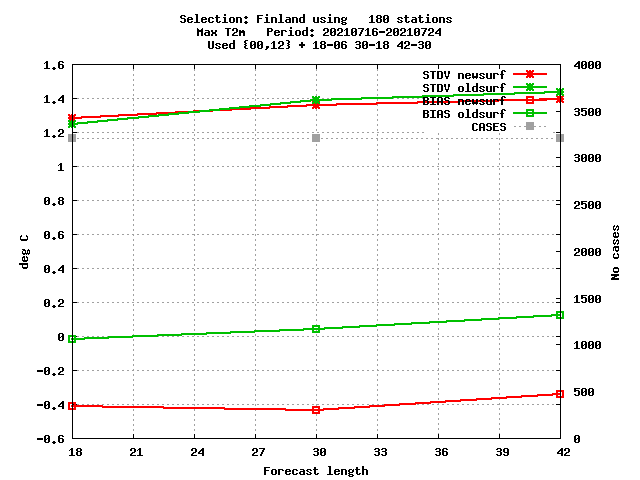 Selection: Finland using   180 stations
Max T2m   Period: 20210716-20210724
Used {00,12} + 18-06 30-18 42-30
1.6
1.4
1.2
1
0.8
0.6
0.4
0.2
0
-0.2
-0.4
-0.6
deg C
STDV newsurf
STDV oldsurf
BIAS newsurf
BIAS oldsurf
CASES
4000
3500
3000
2500
2000
1500
1000
500
0
No cases
18 21 24 27 30 33 36 39 42
Forecast length